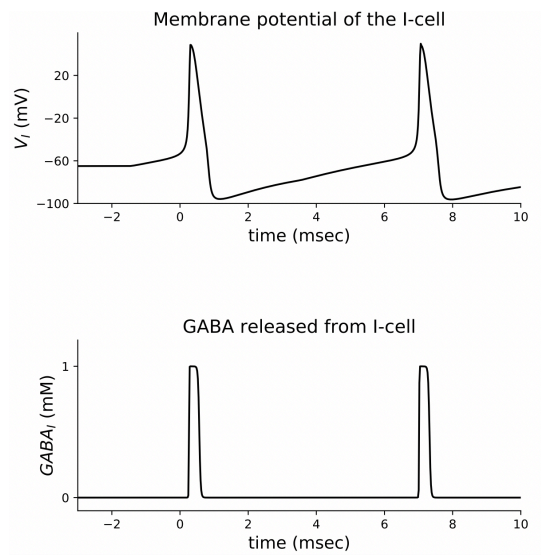 Membrane potential of the I-cell
V_I (mV)
20
−20
−60
−100
−2 0 2 4 6 8 10
time (msec)
GABA released from I-cell
GABA_I (mM)
1
0
−2 0 2 4 6 8 10
time (msec)